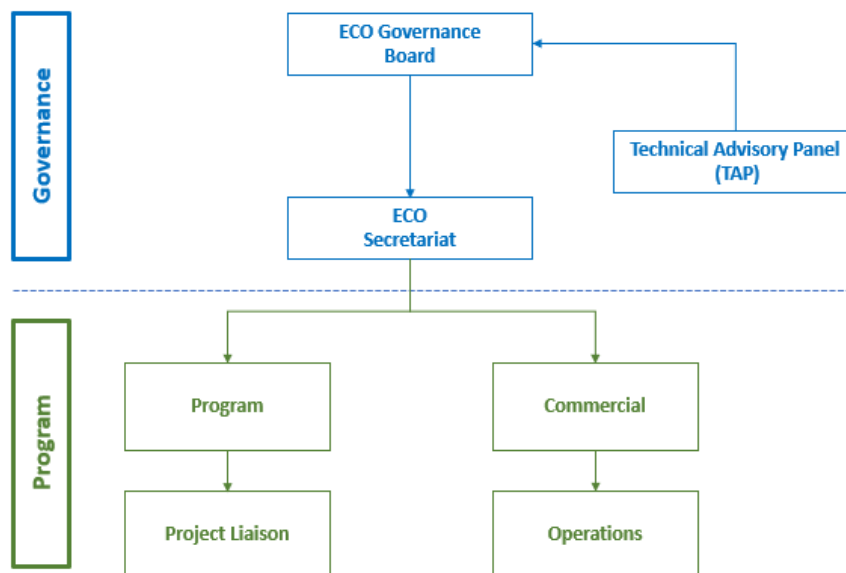 Governance
ECO Governance
Board
Technical Advisory Panel
(TAP)
ECO
Secretariat
Program
Program
Commercial
Project Liaison
Operations